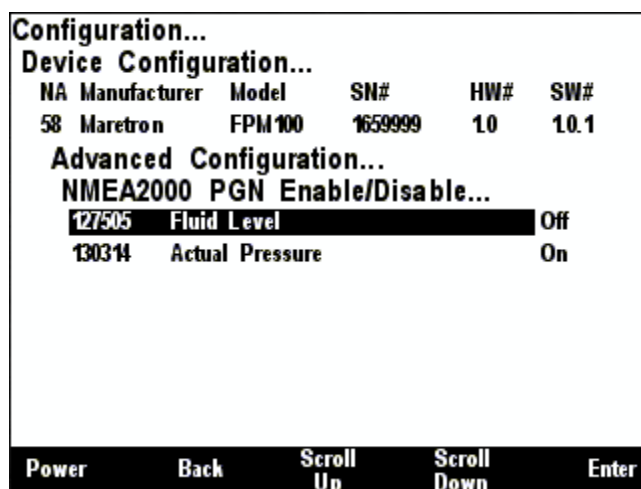 Configuration...
Device Configuration...
NA Manufacturer Model SN# HW# SW#
58 Maretron FPM100 1659999 1.0 1.0.1
Advanced Configuration...
NMEA2000 PGN Enable/Disable...
127505 Fluid Level Off
130314 Actual Pressure On
Power Back Scroll Up Scroll Down Enter